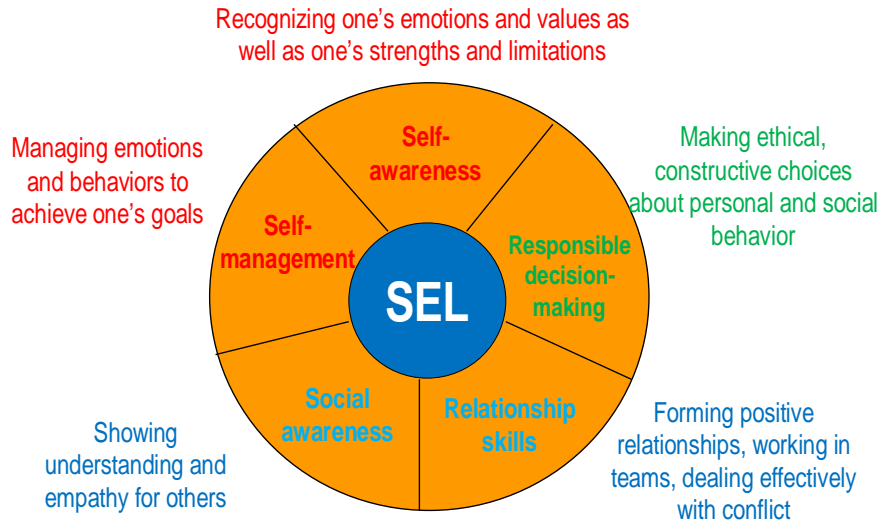 Recognizing one’s emotions and values as
well as one’s strengths and limitations
Self-
awareness
Making ethical,
constructive choices
about personal and social
behavior
Managing emotions
and behaviors to
achieve one’s goals
Self-
management
Responsible
decision-
making
SEL
Social
awareness
Relationship
skills
Showing
understanding and
empathy for others
Forming positive
relationships, working in
teams, dealing effectively
with conflict